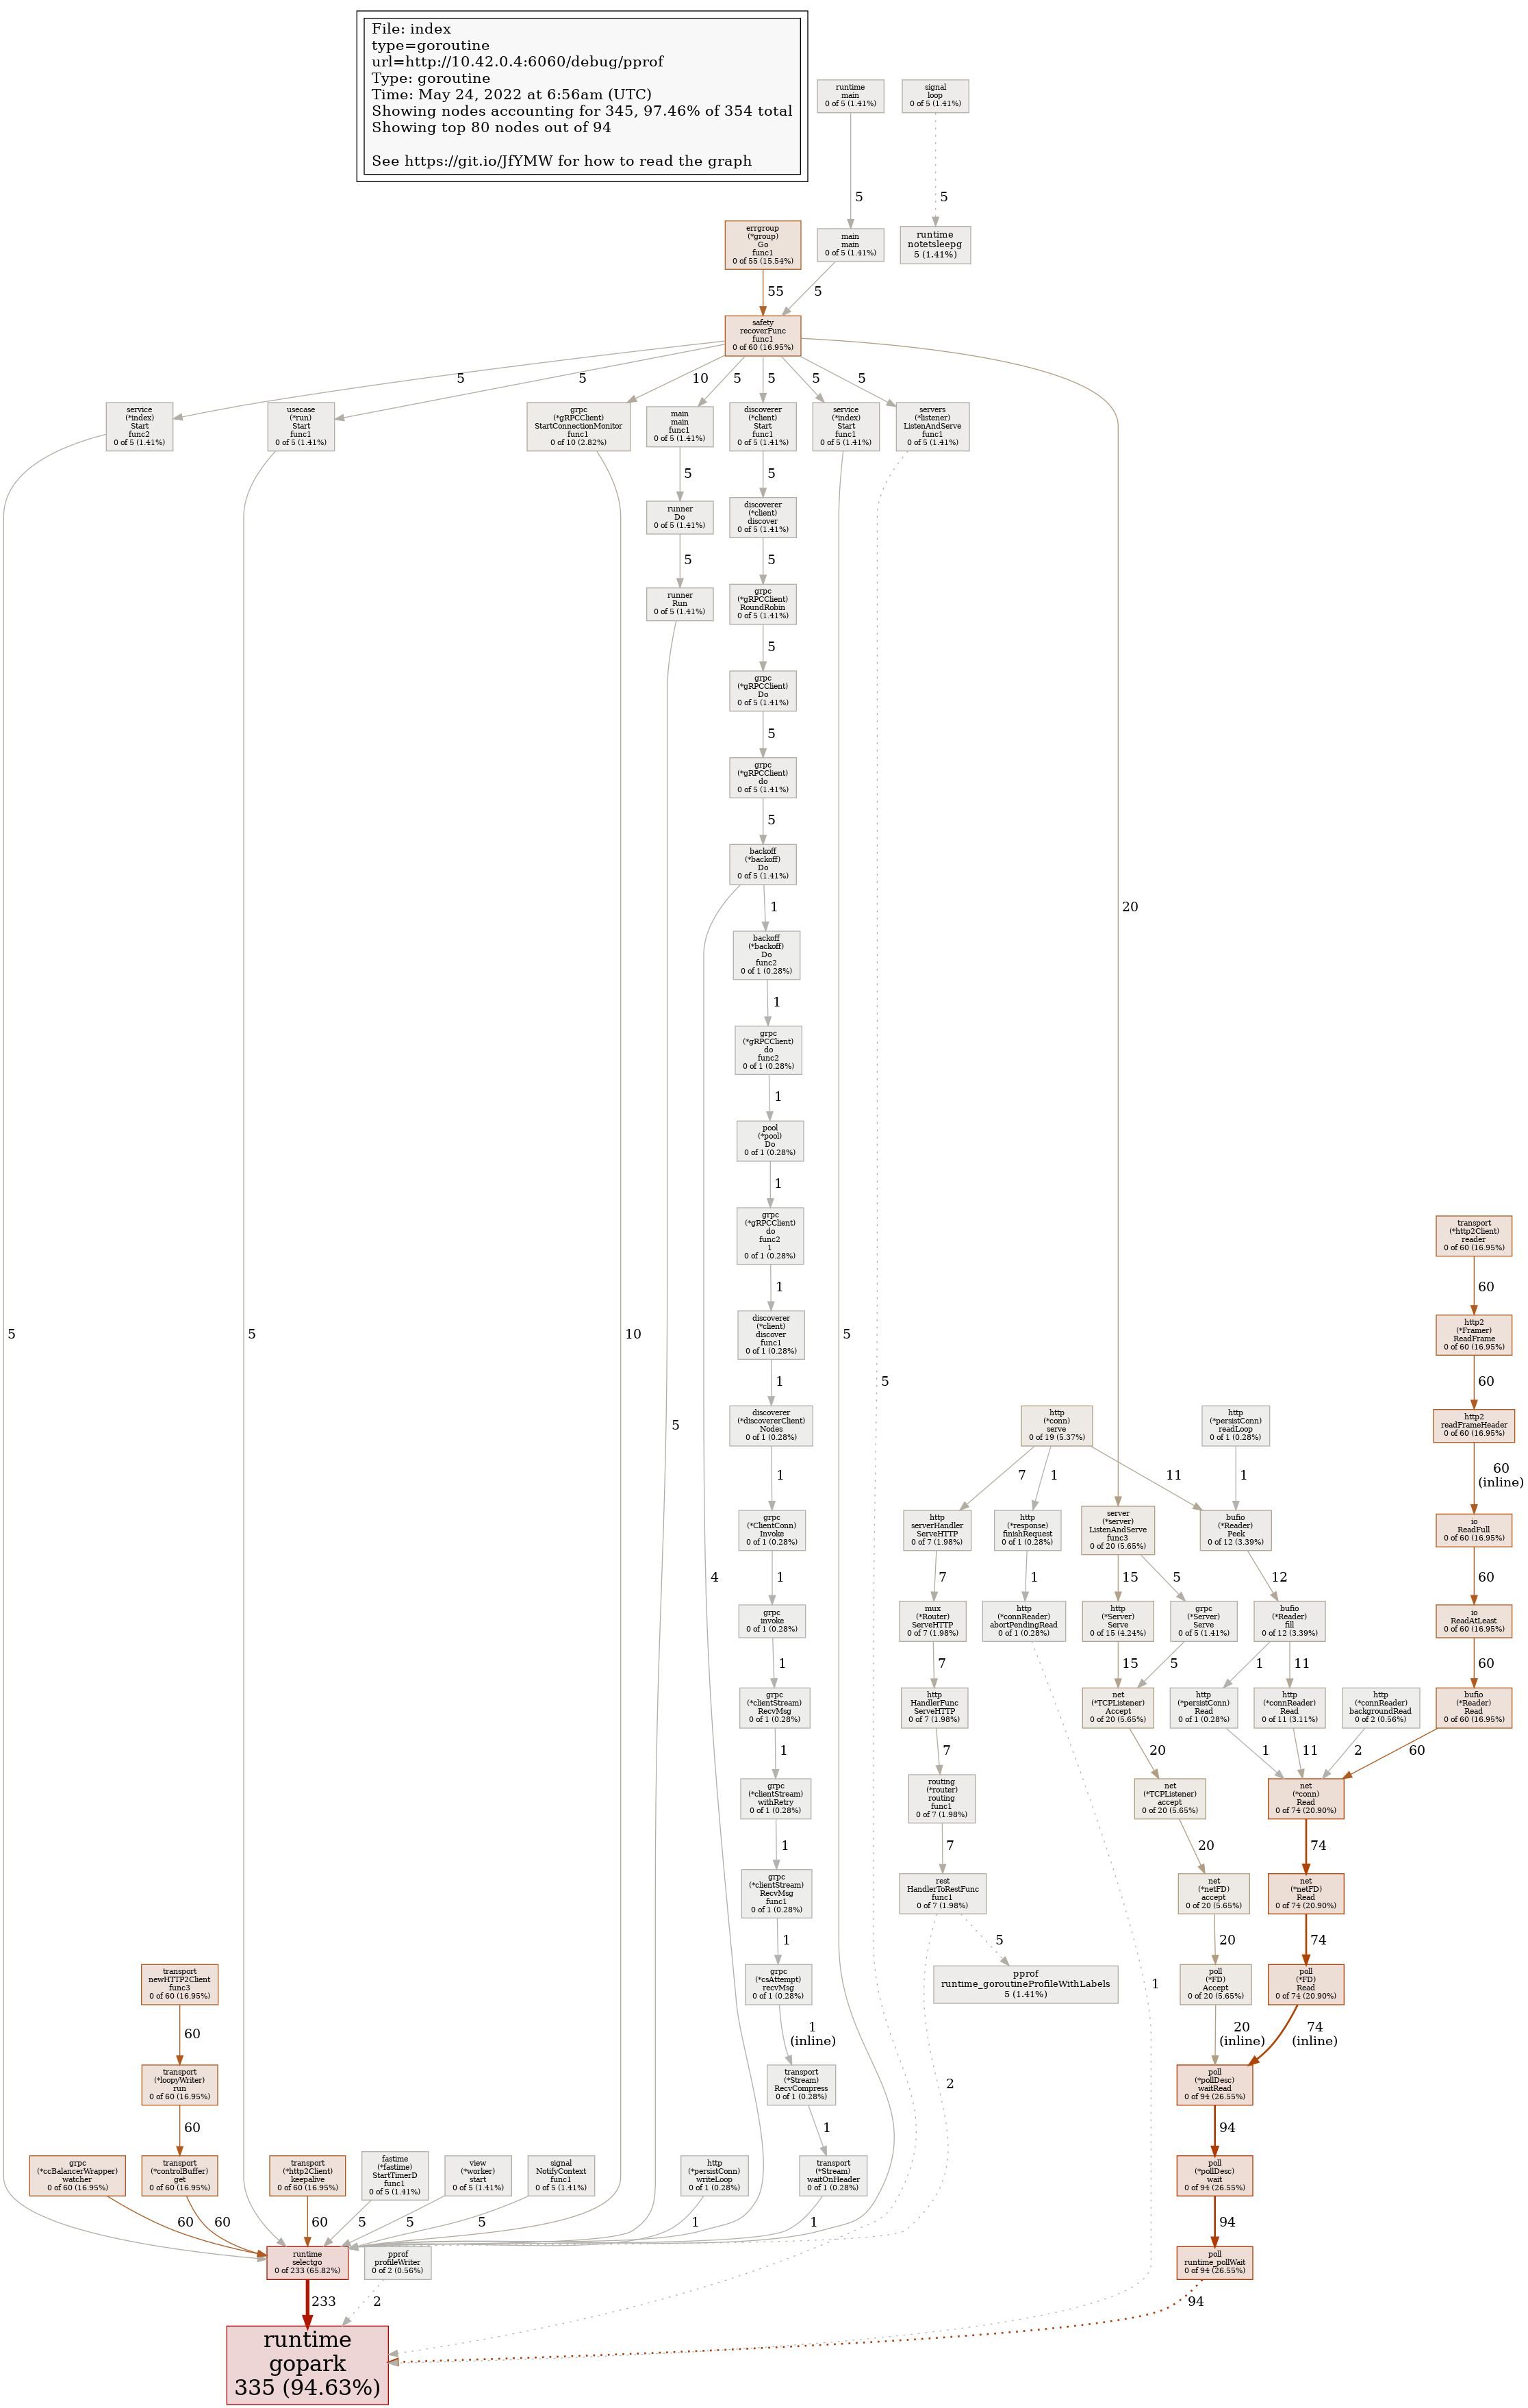 File: index
type=goroutine
url=http://10.42.0.4:6060/debug/pprof
Type: goroutine
Time: May 24, 2022 at 6:56am (UTC)
Showing nodes accounting for 345, 97.46% of 354 total
Showing top 80 nodes out of 94
See https://git.io/JfYMW for how to read the graph
runtime
main
0 of 5 (1.41%)
signal
loop
0 of 5 (1.41%)
5
5
errgroup
(*group)
Go
func1
0 of 55 (15.54%)
main
main
0 of 5 (1.41%)
runtime
notetsleepg
5 (1.41%)
55
5
safety
recoverFunc
func1
0 of 60 (16.95%)
5
5
10
5
5
5
5
20
service
(*index)
Start
func2
0 of 5 (1.41%)
usecase
(*run)
Start
func1
0 of 5 (1.41%)
grpc
(*gRPCClient)
StartConnectionMonitor
func1
0 of 10 (2.82%)
main
main
func1
0 of 5 (1.41%)
discoverer
(*client)
Start
func1
0 of 5 (1.41%)
service
(*index)
Start
func1
0 of 5 (1.41%)
servers
(*listener)
ListenAndServe
func1
0 of 5 (1.41%)
5
5
runner
Do
0 of 5 (1.41%)
discoverer
(*client)
discover
0 of 5 (1.41%)
5
5
runner
Run
0 of 5 (1.41%)
grpc
(*gRPCClient)
RoundRobin
0 of 5 (1.41%)
5
grpc
(*gRPCClient)
Do
0 of 5 (1.41%)
5
grpc
(*gRPCClient)
do
0 of 5 (1.41%)
5
backoff
(*backoff)
Do
0 of 5 (1.41%)
1
backoff
(*backoff)
Do
func2
0 of 1 (0.28%)
1
grpc
(*gRPCClient)
do
func2
0 of 1 (0.28%)
1
pool
(*pool)
Do
0 of 1 (0.28%)
1
grpc
(*gRPCClient)
do
func2
1
0 of 1 (0.28%)
1
discoverer
(*client)
discover
func1
0 of 1 (0.28%)
1
discoverer
(*discovererClient)
Nodes
0 of 1 (0.28%)
1
grpc
(*ClientConn)
Invoke
0 of 1 (0.28%)
1
grpc
invoke
0 of 1 (0.28%)
1
grpc
(*clientStream)
RecvMsg
0 of 1 (0.28%)
1
grpc
(*clientStream)
withRetry
0 of 1 (0.28%)
1
grpc
(*clientStream)
RecvMsg
func1
0 of 1 (0.28%)
1
grpc
(*csAttempt)
recvMsg
0 of 1 (0.28%)
1
(inline)
transport
(*Stream)
RecvCompress
0 of 1 (0.28%)
1
transport
(*Stream)
waitOnHeader
0 of 1 (0.28%)
1
5
5
10
5
4
5
5
transport
(*http2Client)
reader
0 of 60 (16.95%)
60
http2
(*Framer)
ReadFrame
0 of 60 (16.95%)
60
http2
readFrameHeader
0 of 60 (16.95%)
60
(inline)
io
ReadFull
0 of 60 (16.95%)
60
io
ReadAtLeast
0 of 60 (16.95%)
60
bufio
(*Reader)
Read
0 of 60 (16.95%)
60
http
(*conn)
serve
0 of 19 (5.37%)
7
1
11
http
(*persistConn)
readLoop
0 of 1 (0.28%)
1
http
serverHandler
ServeHTTP
0 of 7 (1.98%)
7
http
(*response)
finishRequest
0 of 1 (0.28%)
1
server
(*server)
ListenAndServe
func3
0 of 20 (5.65%)
15
5
bufio
(*Reader)
Peek
0 of 12 (3.39%)
12
mux
(*Router)
ServeHTTP
0 of 7 (1.98%)
7
http
(*connReader)
abortPendingRead
0 of 1 (0.28%)
1
http
(*Server)
Serve
0 of 15 (4.24%)
15
grpc
(*Server)
Serve
0 of 5 (1.41%)
5
bufio
(*Reader)
fill
0 of 12 (3.39%)
1
11
http
HandlerFunc
ServeHTTP
0 of 7 (1.98%)
7
net
(*TCPListener)
Accept
0 of 20 (5.65%)
20
http
(*persistConn)
Read
0 of 1 (0.28%)
1
http
(*connReader)
Read
0 of 11 (3.11%)
11
http
(*connReader)
backgroundRead
0 of 2 (0.56%)
2
routing
(*router)
routing
func1
0 of 7 (1.98%)
7
net
(*TCPListener)
accept
0 of 20 (5.65%)
20
net
(*conn)
Read
0 of 74 (20.90%)
74
rest
HandlerToRestFunc
func1
0 of 7 (1.98%)
5
2
net
(*netFD)
accept
0 of 20 (5.65%)
20
net
(*netFD)
Read
0 of 74 (20.90%)
74
pprof
runtime_goroutineProfileWithLabels
5 (1.41%)
poll
(*FD)
Accept
0 of 20 (5.65%)
20
(inline)
poll
(*FD)
Read
0 of 74 (20.90%)
74
(inline)
poll
(*pollDesc)
waitRead
0 of 94 (26.55%)
94
poll
(*pollDesc)
wait
0 of 94 (26.55%)
94
poll
runtime_pollWait
0 of 94 (26.55%)
94
transport
newHTTP2Client
func3
0 of 60 (16.95%)
60
transport
(*loopyWriter)
run
0 of 60 (16.95%)
60
grpc
(*ccBalancerWrapper)
watcher
0 of 60 (16.95%)
60
transport
(*controlBuffer)
get
0 of 60 (16.95%)
60
transport
(*http2Client)
keepalive
0 of 60 (16.95%)
60
fastime
(*fastime)
StartTimerD
func1
0 of 5 (1.41%)
5
view
(*worker)
start
0 of 5 (1.41%)
5
signal
NotifyContext
func1
0 of 5 (1.41%)
5
http
(*persistConn)
writeLoop
0 of 1 (0.28%)
1
runtime
selectgo
0 of 233 (65.82%)
233
pprof
profileWriter
0 of 2 (0.56%)
2
runtime
gopark
335 (94.63%)